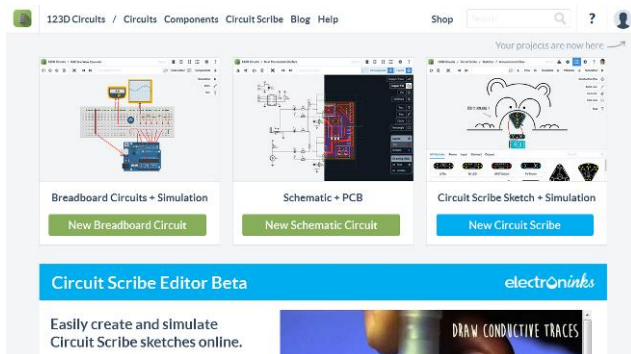 123D Circuits / Circuits Components Circuit Scribe Blog Help Shop Search ?
Your projects are now here
Breadboard Circuits + Simulation
New Breadboard Circuit
Schematic + PCB
New Schematic Circuit
Circuit Scribe Sketch + Simulation
New Circuit Scribe
Circuit Scribe Editor Beta
electroninks
Easily create and simulate
Circuit Scribe sketches online.
DRAW CONDUCTIVE TRACES